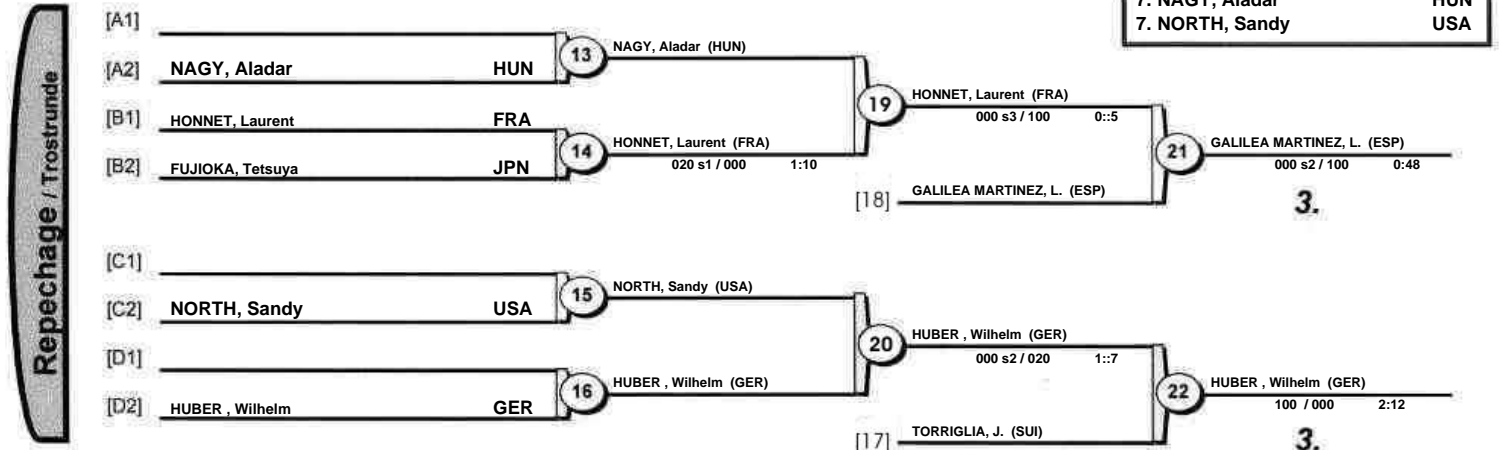 7. NAGY, Aladar HUN
7. NORTH, Sandy USA
Repechage / Trostrunde
[A1]
[A2] NAGY, Aladar HUN
13
NAGY, Aladar (HUN)
[B1] HONNET, Laurent FRA
[B2] FUJIOKA, Tetsuya JPN
14
HONNET, Laurent (FRA)
020 s1 / 000 1:10
19
HONNET, Laurent (FRA)
000 s3 / 100 0::5
[18] GALILEA MARTINEZ, L. (ESP)
21
GALILEA MARTINEZ, L. (ESP)
000 s2 / 100 0:48
3.
[C1]
[C2] NORTH, Sandy USA
15
NORTH, Sandy (USA)
[D1]
[D2] HUBER , Wilhelm GER
16
HUBER , Wilhelm (GER)
20
HUBER , Wilhelm (GER)
000 s2 / 020 1::7
[17] TORRIGLIA, J. (SUI)
22
HUBER , Wilhelm (GER)
100 / 000 2:12
3.